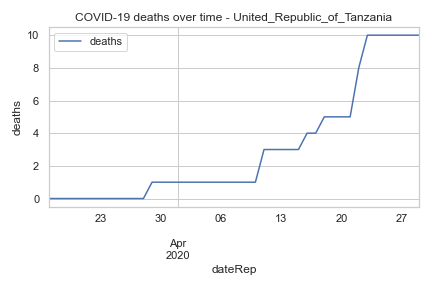 COVID-19 deaths over time - United_Republic_of_Tanzania
deaths
10
8
6
4
2
0
deaths
23
30
06
13
20
27
Apr
2020
dateRep